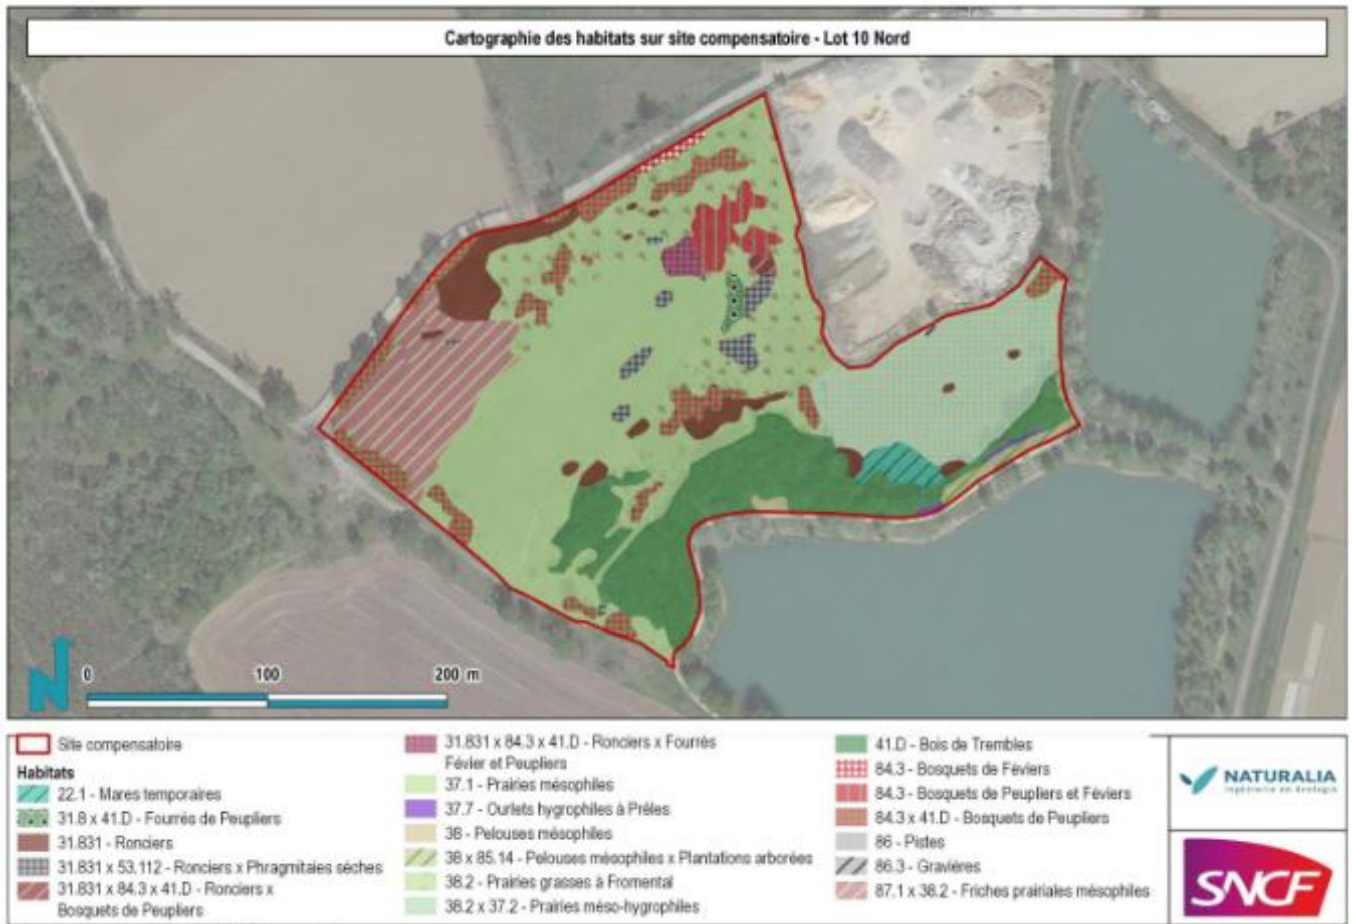 Cartographie des habitats sur site compensatoire - Lot 10 Nord
0 100 200 m
N
Site compensatoire
Habitats
22.1 - Mares temporaires
31.8 x 41.D - Fourrés de Peupliers
31.831 - Ronciers
31.831 x 53.112 - Ronciers x Phragmitaies sèches
31.831 x 84.3 x 41.D - Ronciers x
Bosquets de Peupliers
31.831 x 84.3 x 41.D - Ronciers x Fourrés
Févier et Peupliers
37.1 - Prairies mésophiles
37.7 - Ourlets hygrophiles à Prêles
38 - Pelouses mésophiles
38 x 85.14 - Pelouses mésophiles x Plantations arborées
38.2 - Prairies grasses à Fromental
38.2 x 37.2 - Prairies méso-hygrophiles
41.D - Bois de Trembles
84.3 - Bosquets de Féviers
84.3 - Bosquets de Peupliers et Féviers
84.3 x 41.D - Bosquets de Peupliers
86 - Pistes
86.3 - Gravières
87.1 x 38.2 - Friches prairiales mésophiles
NATURALIA
Ingénierie en écologie
SNCF